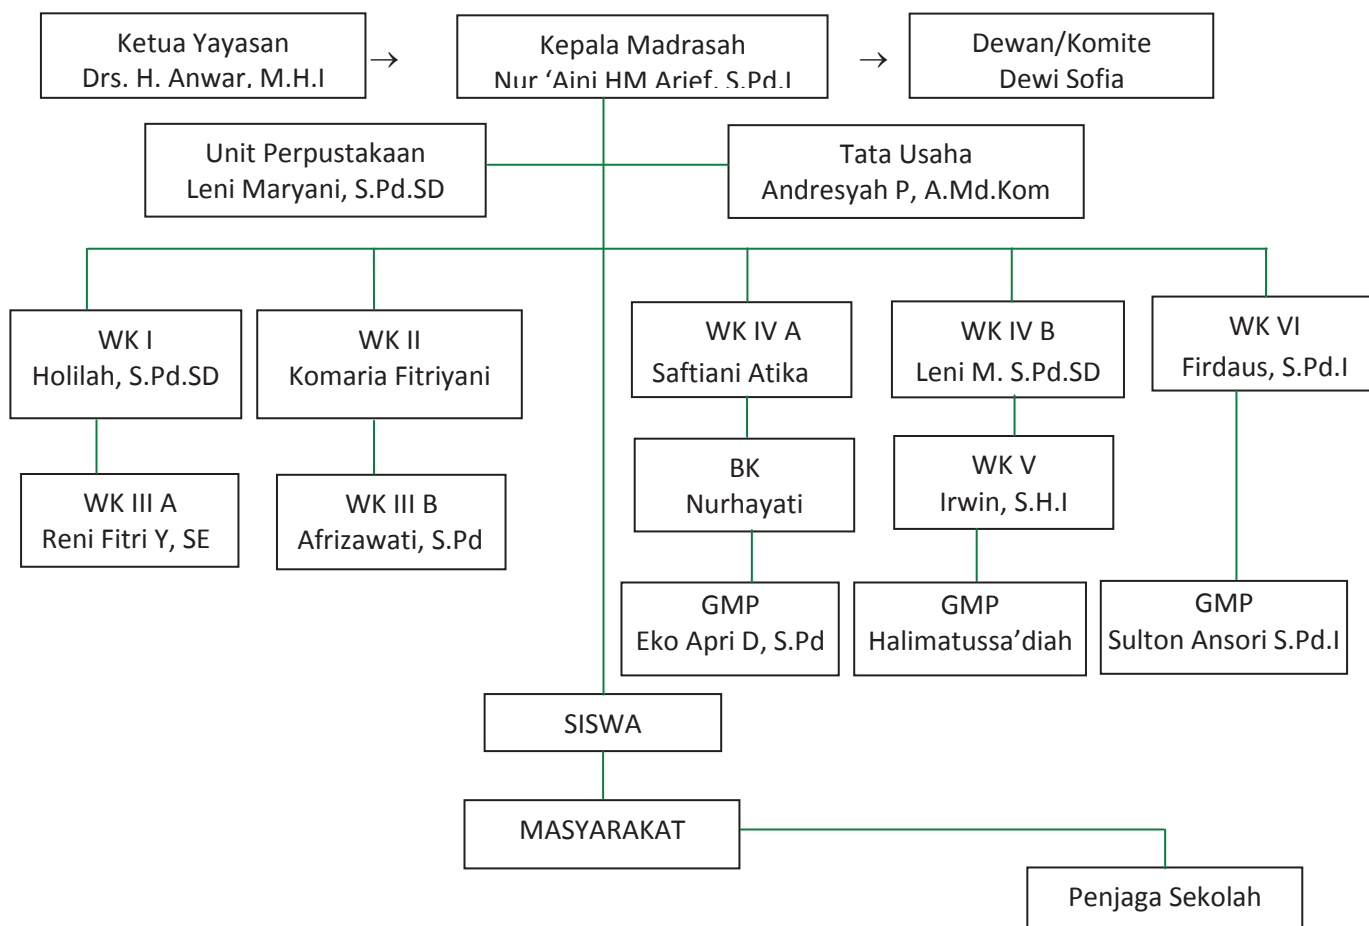 Ketua Yayasan
Drs. H. Anwar, M.H.I
→
Kepala Madrasah
Nur ‘Aini HM Arief, S.Pd.I
→
Dewan/Komite
Dewi Sofia
Unit Perpustakaan
Leni Maryani, S.Pd.SD
Tata Usaha
Andresyah P, A.Md.Kom
WK I
Holilah, S.Pd.SD
WK II
Komaria Fitriyani
WK IV A
Saftiani Atika
WK IV B
Leni M. S.Pd.SD
WK VI
Firdaus, S.Pd.I
WK III A
Reni Fitri Y, SE
WK III B
Afrizawati, S.Pd
BK
Nurhayati
WK V
Irwin, S.H.I
GMP
Eko Apri D, S.Pd
GMP
Halimatussa’diah
GMP
Sulton Ansori S.Pd.I
SISWA
MASYARAKAT
Penjaga Sekolah